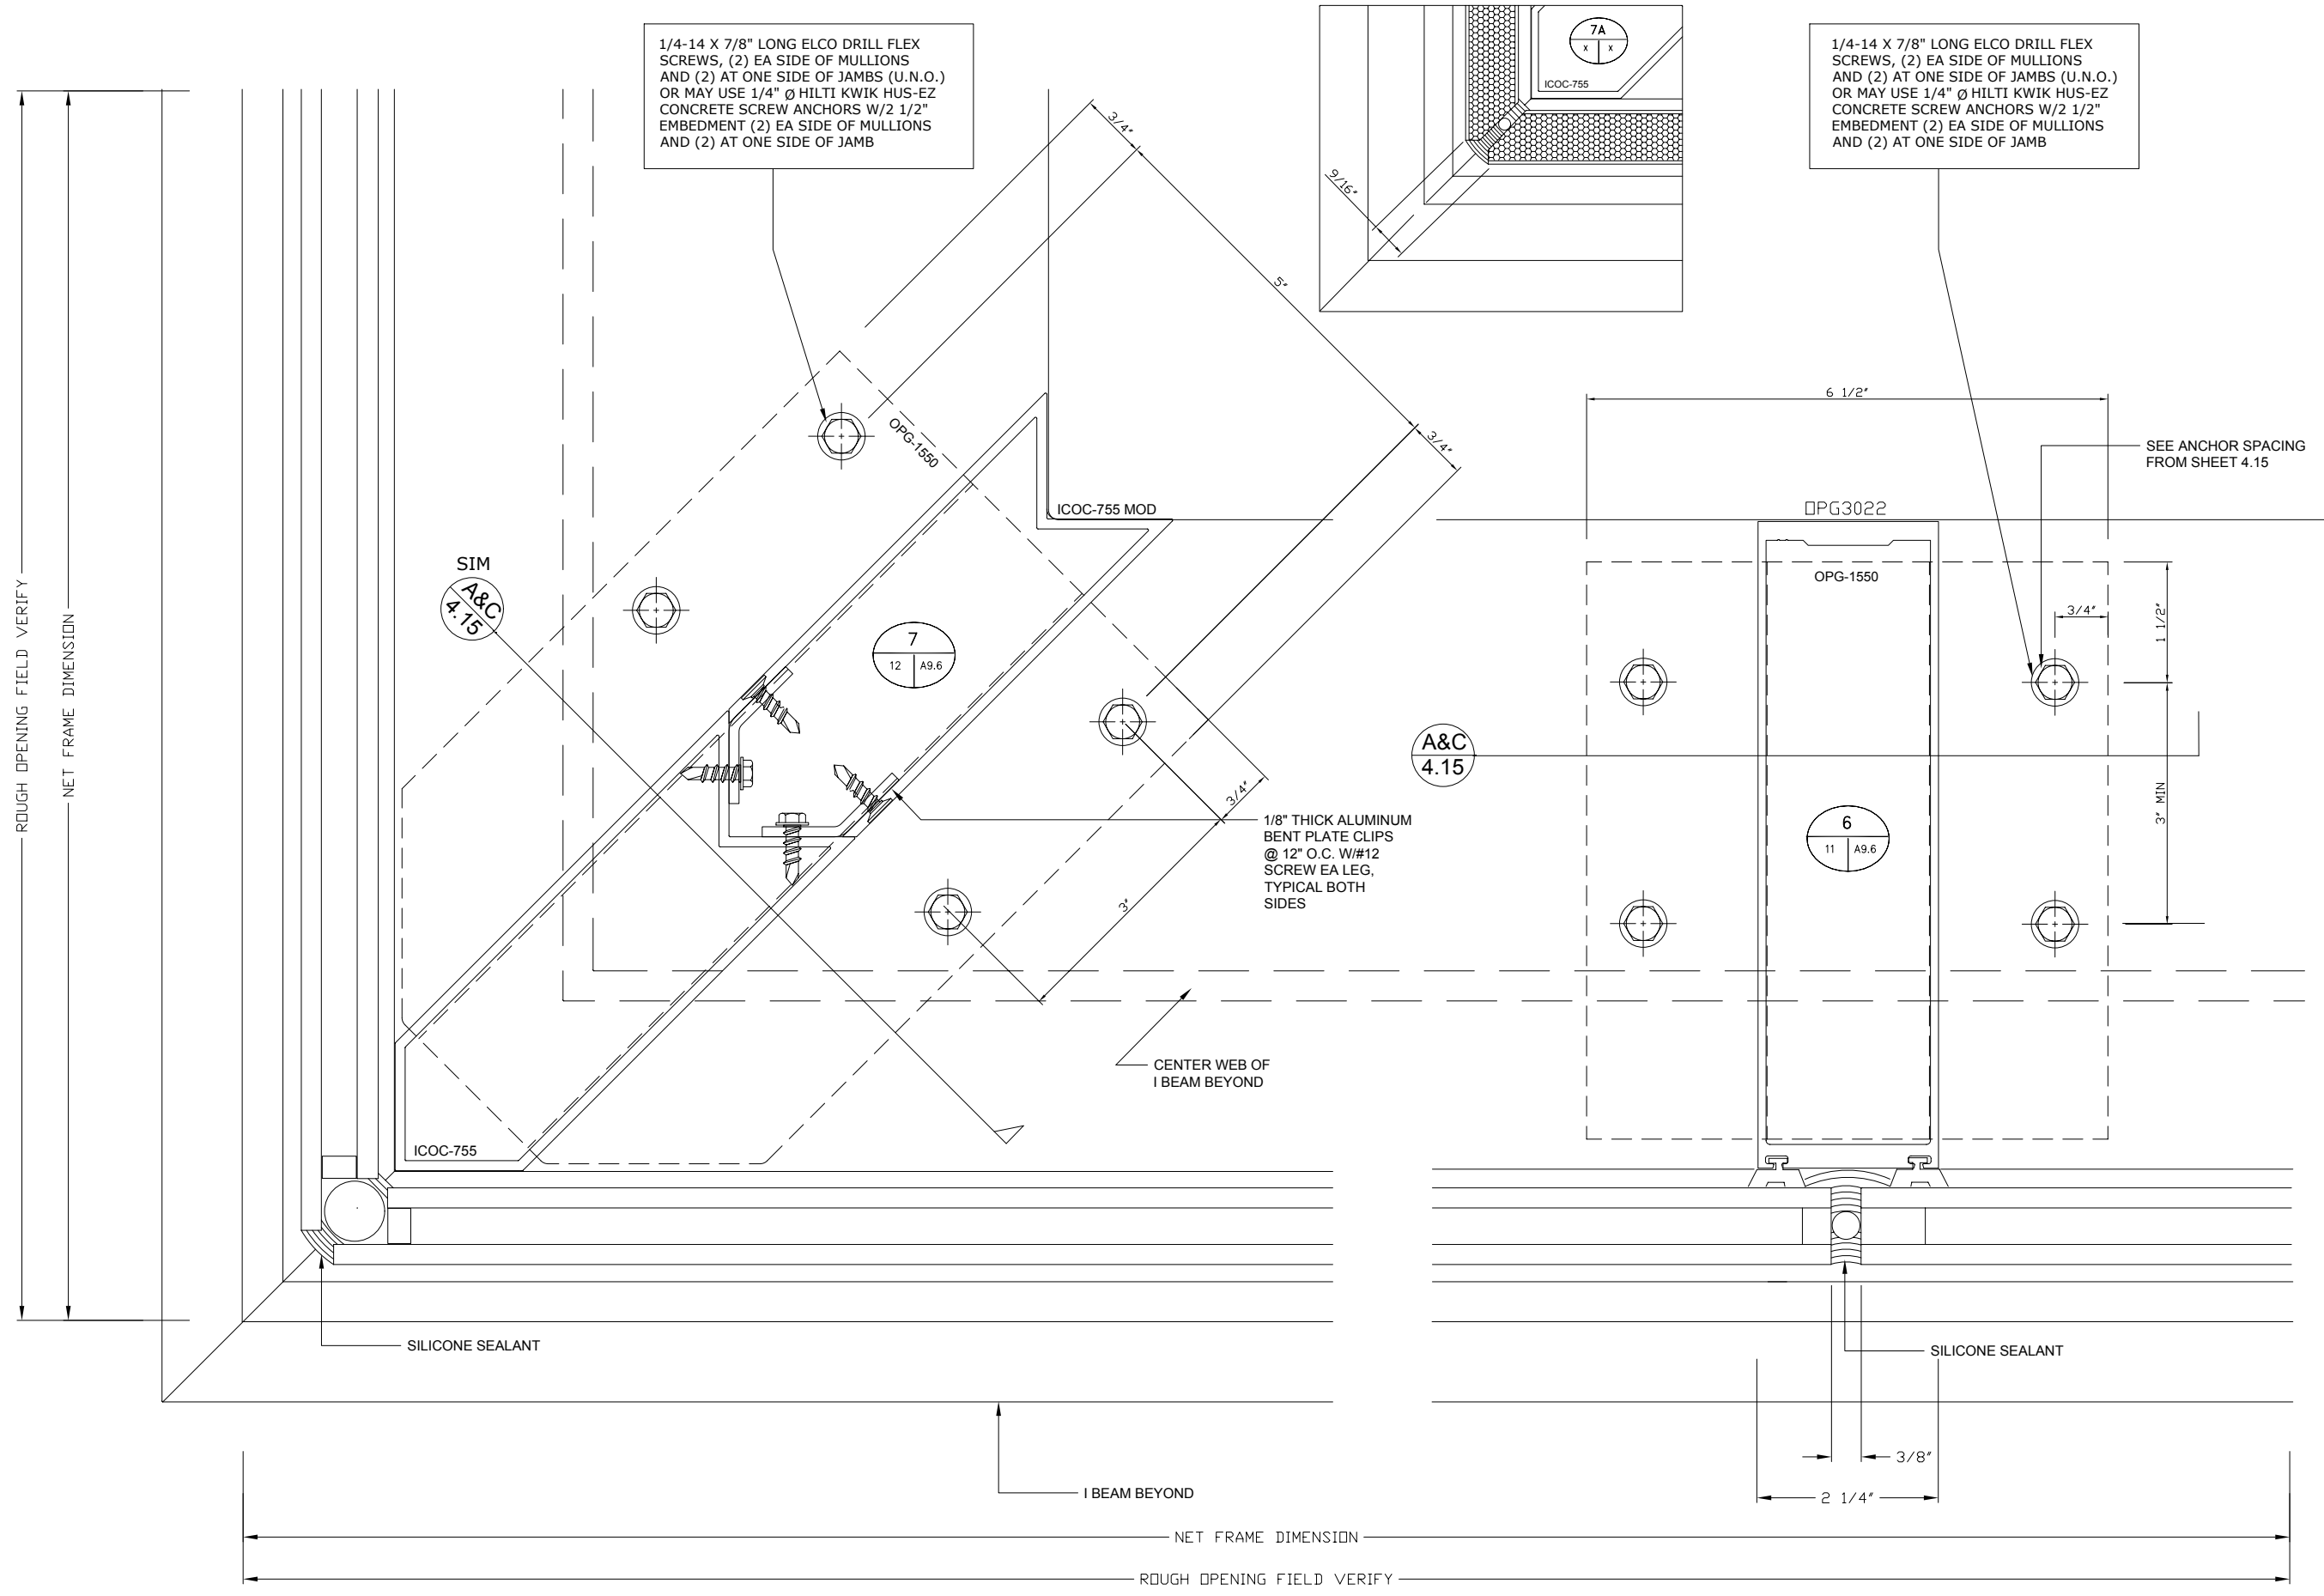 1/4-14 X 7/8" LONG ELCO DRILL FLEX
SCREWS, (2) EA SIDE OF MULLIONS
AND (2) AT ONE SIDE OF JAMBS (U.N.O.)
OR MAY USE 1/4" Ø HILTI KWIK HUS-EZ
CONCRETE SCREW ANCHORS W/2 1/2"
EMBEDMENT (2) EA SIDE OF MULLIONS
AND (2) AT ONE SIDE OF JAMB
7A
X X
ICOC-755
9/16"
1/4-14 X 7/8" LONG ELCO DRILL FLEX
SCREWS, (2) EA SIDE OF MULLIONS
AND (2) AT ONE SIDE OF JAMBS (U.N.O.)
OR MAY USE 1/4" Ø HILTI KWIK HUS-EZ
CONCRETE SCREW ANCHORS W/2 1/2"
EMBEDMENT (2) EA SIDE OF MULLIONS
AND (2) AT ONE SIDE OF JAMB
3/4"
5"
3/4"
6 1/2"
SEE ANCHOR SPACING
FROM SHEET 4.15
OPG-1550
ICOC-755 MOD
OPG3022
OPG-1550
SIM
A&C
4.15
7
12 A9.6
3/4"
1 1/2"
3" MIN
A&C
4.15
6
11 A9.6
3/4"
3"
1/8" THICK ALUMINUM
BENT PLATE CLIPS
@ 12" O.C. W/#12
SCREW EA LEG,
TYPICAL BOTH
SIDES
ROUGH OPENING FIELD VERIFY
NET FRAME DIMENSION
CENTER WEB OF
I BEAM BEYOND
ICOC-755
SILICONE SEALANT
SILICONE SEALANT
3/8"
2 1/4"
I BEAM BEYOND
NET FRAME DIMENSION
ROUGH OPENING FIELD VERIFY